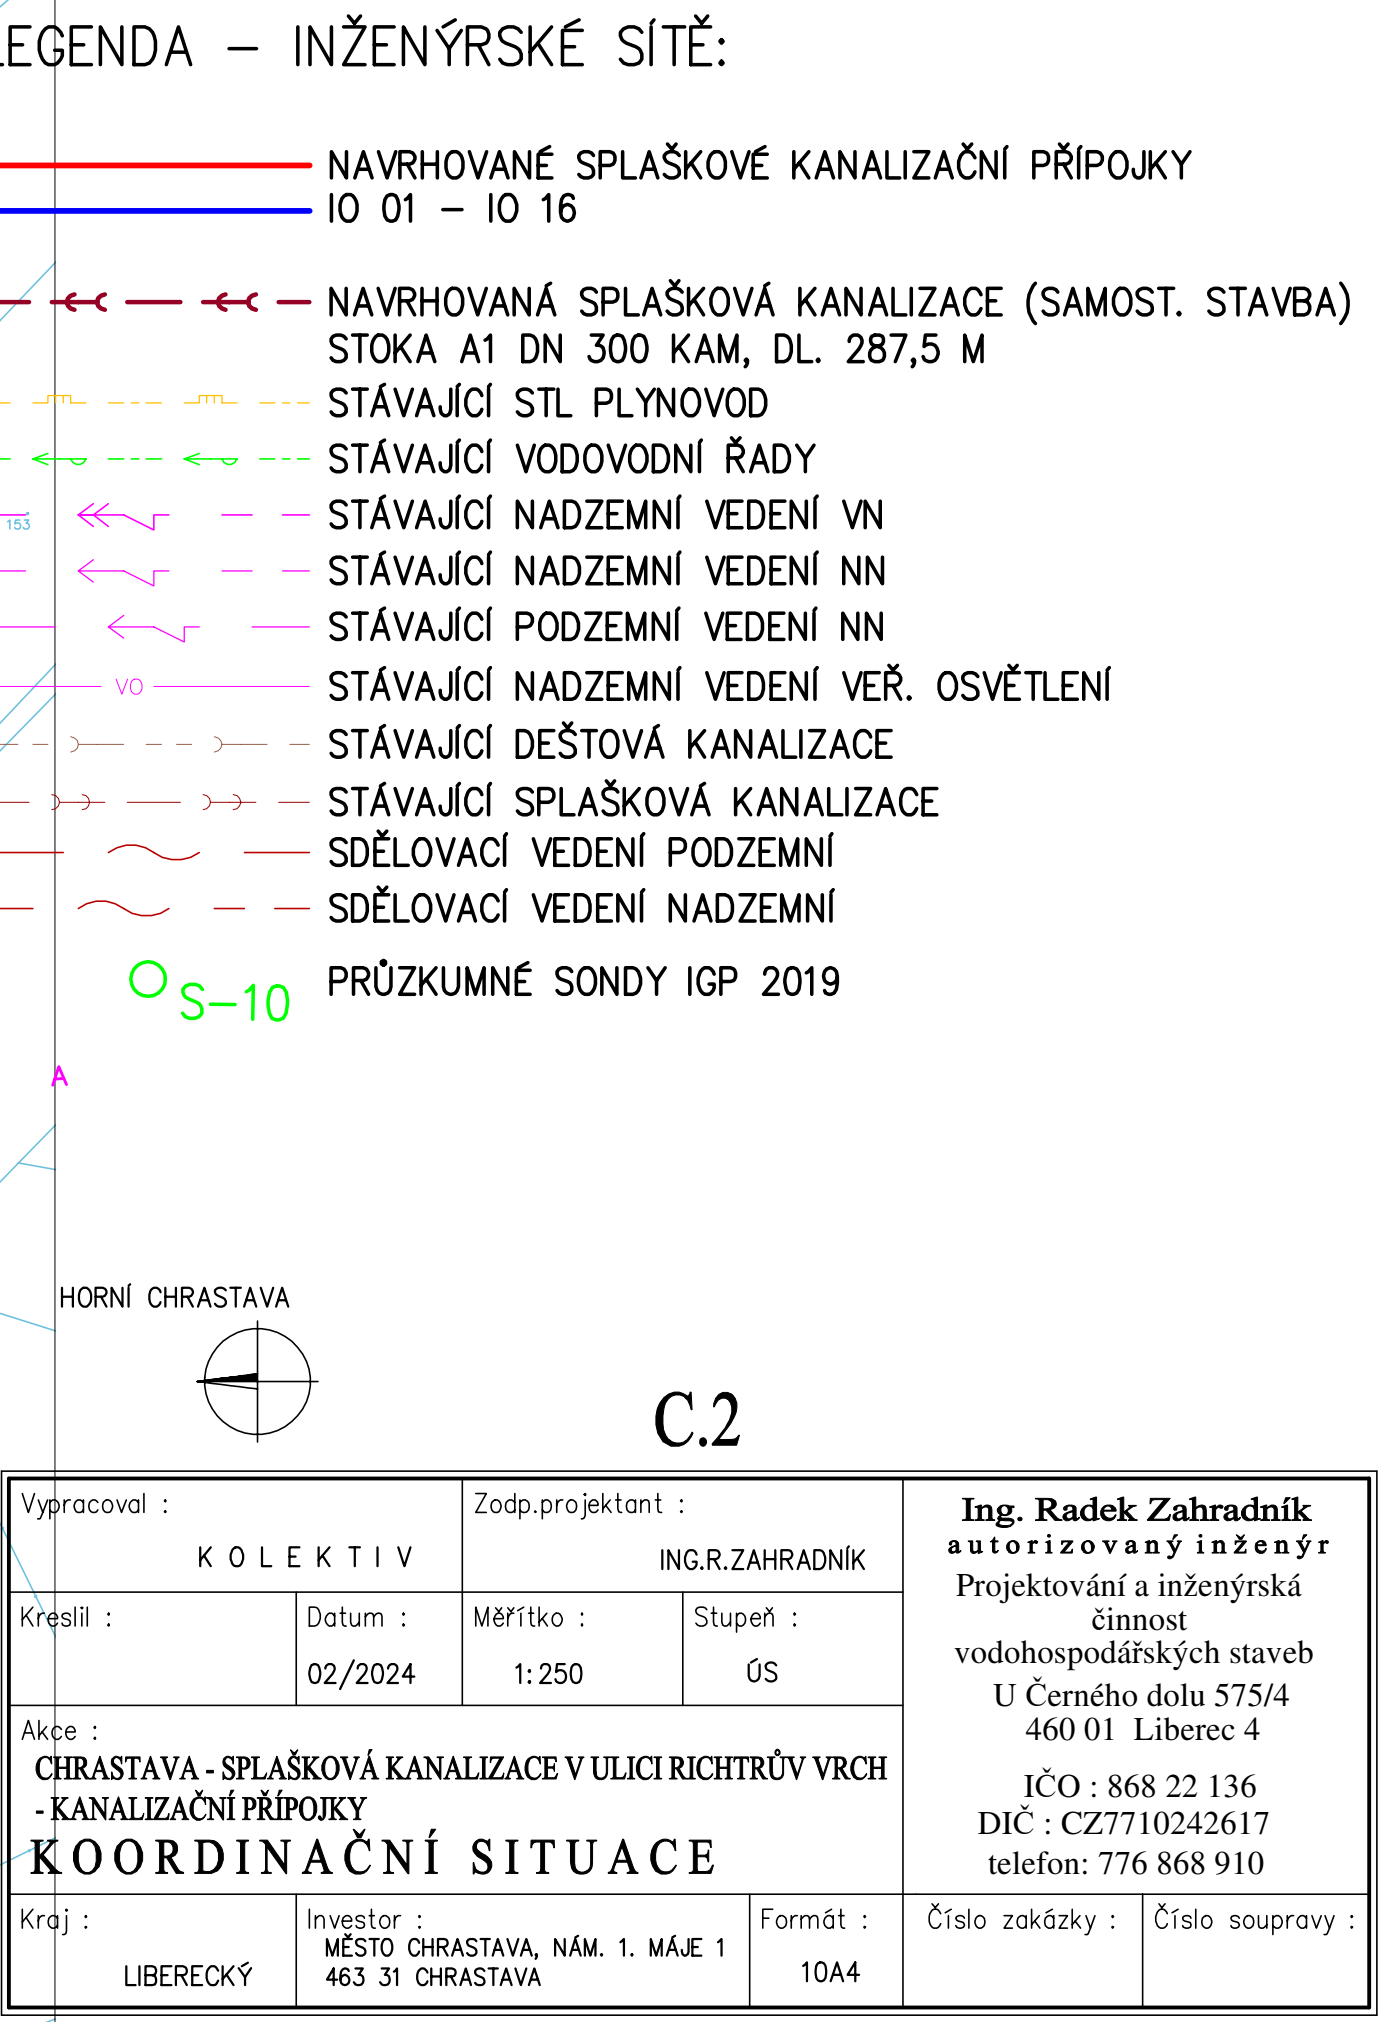 LEGENDA – INŽENÝRSKÉ SÍTĚ:
NAVRHOVANÉ SPLAŠKOVÉ KANALIZAČNÍ PŘÍPOJKY
IO 01 – IO 16
NAVRHOVANÁ SPLAŠKOVÁ KANALIZACE (SAMOST. STAVBA)
STOKA A1 DN 300 KAM, DL. 287,5 M
STÁVAJÍCÍ STL PLYNOVOD
STÁVAJÍCÍ VODOVODNÍ ŘADY
153
STÁVAJÍCÍ NADZEMNÍ VEDENÍ VN
STÁVAJÍCÍ NADZEMNÍ VEDENÍ NN
STÁVAJÍCÍ PODZEMNÍ VEDENÍ NN
VO
STÁVAJÍCÍ NADZEMNÍ VEDENÍ VEŘ. OSVĚTLENÍ
STÁVAJÍCÍ DEŠTOVÁ KANALIZACE
STÁVAJÍCÍ SPLAŠKOVÁ KANALIZACE
SDĚLOVACÍ VEDENÍ PODZEMNÍ
SDĚLOVACÍ VEDENÍ NADZEMNÍ
S–10
PRŮZKUMNÉ SONDY IGP 2019
A
HORNÍ CHRASTAVA
C.2
Vypracoval :
KOLEKTIV
Zodp.projektant :
ING.R.ZAHRADNÍK
Kreslil :
Datum :
02/2024
Měřítko :
1:250
Stupeň :
ÚS
Akce :
CHRASTAVA - SPLAŠKOVÁ KANALIZACE V ULICI RICHTRŮV VRCH
- KANALIZAČNÍ PŘÍPOJKY
KOORDINAČNÍ SITUACE
Ing. Radek Zahradník
autorizovaný inženýr
Projektování a inženýrská
činnost
vodohospodářských staveb
U Černého dolu 575/4
460 01 Liberec 4
IČO : 868 22 136
DIČ : CZ7710242617
telefon: 776 868 910
Kraj :
LIBERECKÝ
Investor :
MĚSTO CHRASTAVA, NÁM. 1. MÁJE 1
463 31 CHRASTAVA
Formát :
10A4
Číslo zakázky :
Číslo soupravy :